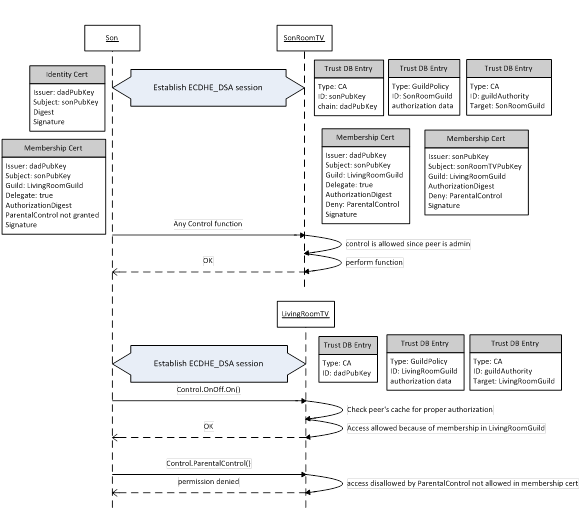 Son
SonRoomTV
Identity Cert
Issuer: dadPubKey
Subject: sonPubKey
Digest
Signature
Establish ECDHE_DSA session
Trust DB Entry
Type: CA
ID: sonPubKey
chain: dadPubKey
Trust DB Entry
Type: GuildPolicy
ID: SonRoomGuild
authorization data
Trust DB Entry
Type: CA
ID: guildAuthority
Target: SonRoomGuild
Membership Cert
Issuer: dadPubKey
Subject: sonPubKey
Guild: LivingRoomGuild
Delegate: true
AuthorizationDigest
ParentalControl not granted
Signature
Membership Cert
Issuer: dadPubKey
Subject: sonPubKey
Guild: LivingRoomGuild
Delegate: true
AuthorizationDigest
Deny: ParentalControl
Signature
Membership Cert
Issuer: sonPubKey
Subject: sonRoomTVPubKey
Guild: LivingRoomGuild
AuthorizationDigest
Deny: ParentalControl
Signature
Any Control function
control is allowed since peer is admin
OK
perform function
LivingRoomTV
Establish ECDHE_DSA session
Trust DB Entry
Type: CA
ID: dadPubKey
Trust DB Entry
Type: GuildPolicy
ID: LivingRoomGuild
authorization data
Trust DB Entry
Type: CA
ID: guildAuthority
Target: LivingRoomGuild
Control.OnOff.On()
Check peer's cache for proper authorization
OK
Access allowed because of membership in LivingRoomGuild
Control.ParentalControl()
permission denied
access disallowed by ParentalControl not allowed in membership cert